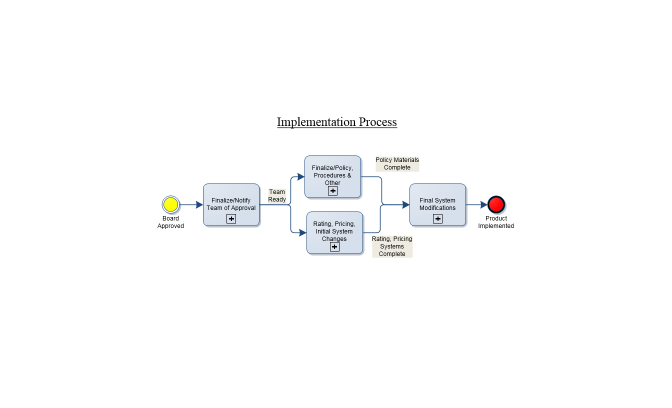 Implementation Process
Board
Approved
Finalize/Notify
Team of Approval
Team
Ready
Finalize/Policy,
Procedures &
Other
Rating, Pricing,
Initial System
Changes
Policy Materials
Complete
Rating, Pricing
Systems
Complete
Final System
Modifications
Product
Implemented